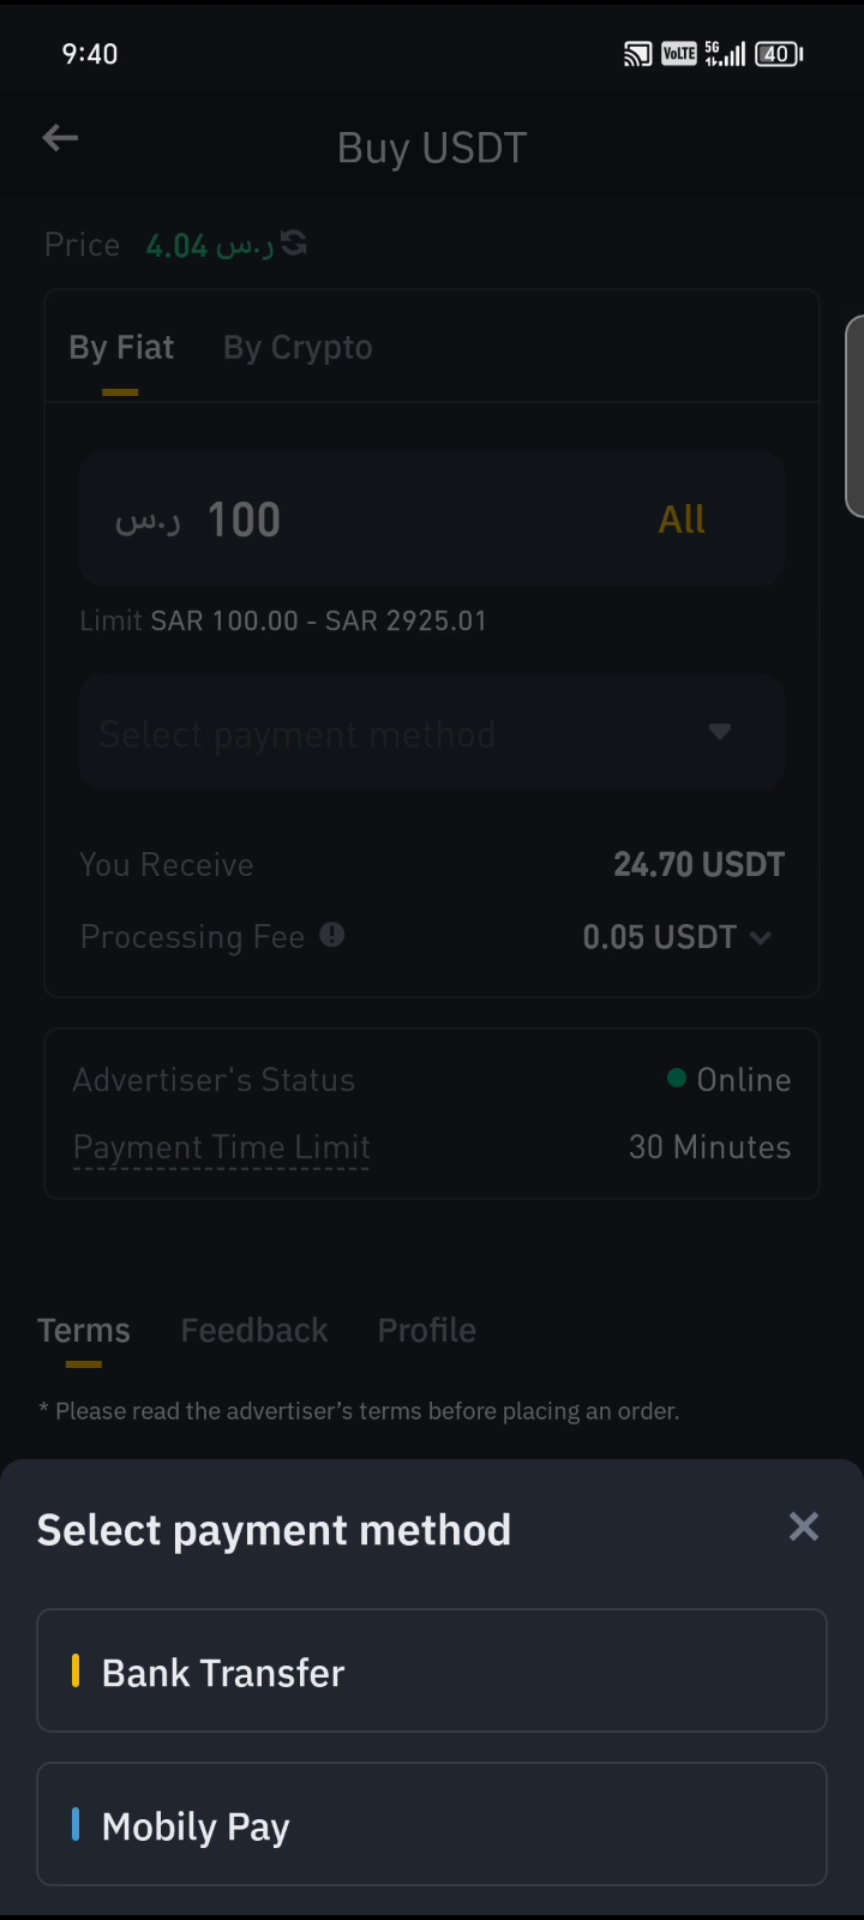 9:40 VoLTE 5G 40
Buy USDT
Price ر.س 4.04
By Fiat By Crypto
ر.س 100 All
Limit SAR 100.00 - SAR 2925.01
Select payment method
You Receive 24.70 USDT
Processing Fee 0.05 USDT
Advertiser's Status Online
Payment Time Limit 30 Minutes
Terms Feedback Profile
* Please read the advertiser’s terms before placing an order.
Select payment method
Bank Transfer
Mobily Pay